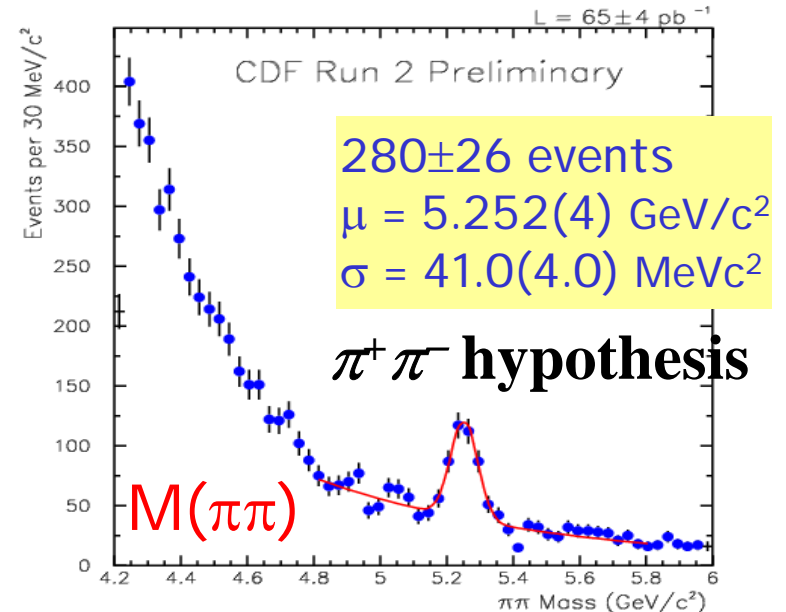 L = 65±4 pb⁻¹
Events per 30 MeV/c²
CDF Run 2 Preliminary
400
350
300
250
200
150
100
50
0
280±26 events
μ = 5.252(4) GeV/c²
σ = 41.0(4.0) MeVc²
π⁺π⁻ hypothesis
M(ππ)
4.2 4.4 4.6 4.8 5 5.2 5.4 5.6 5.8 6
ππ Mass (GeV/c²)